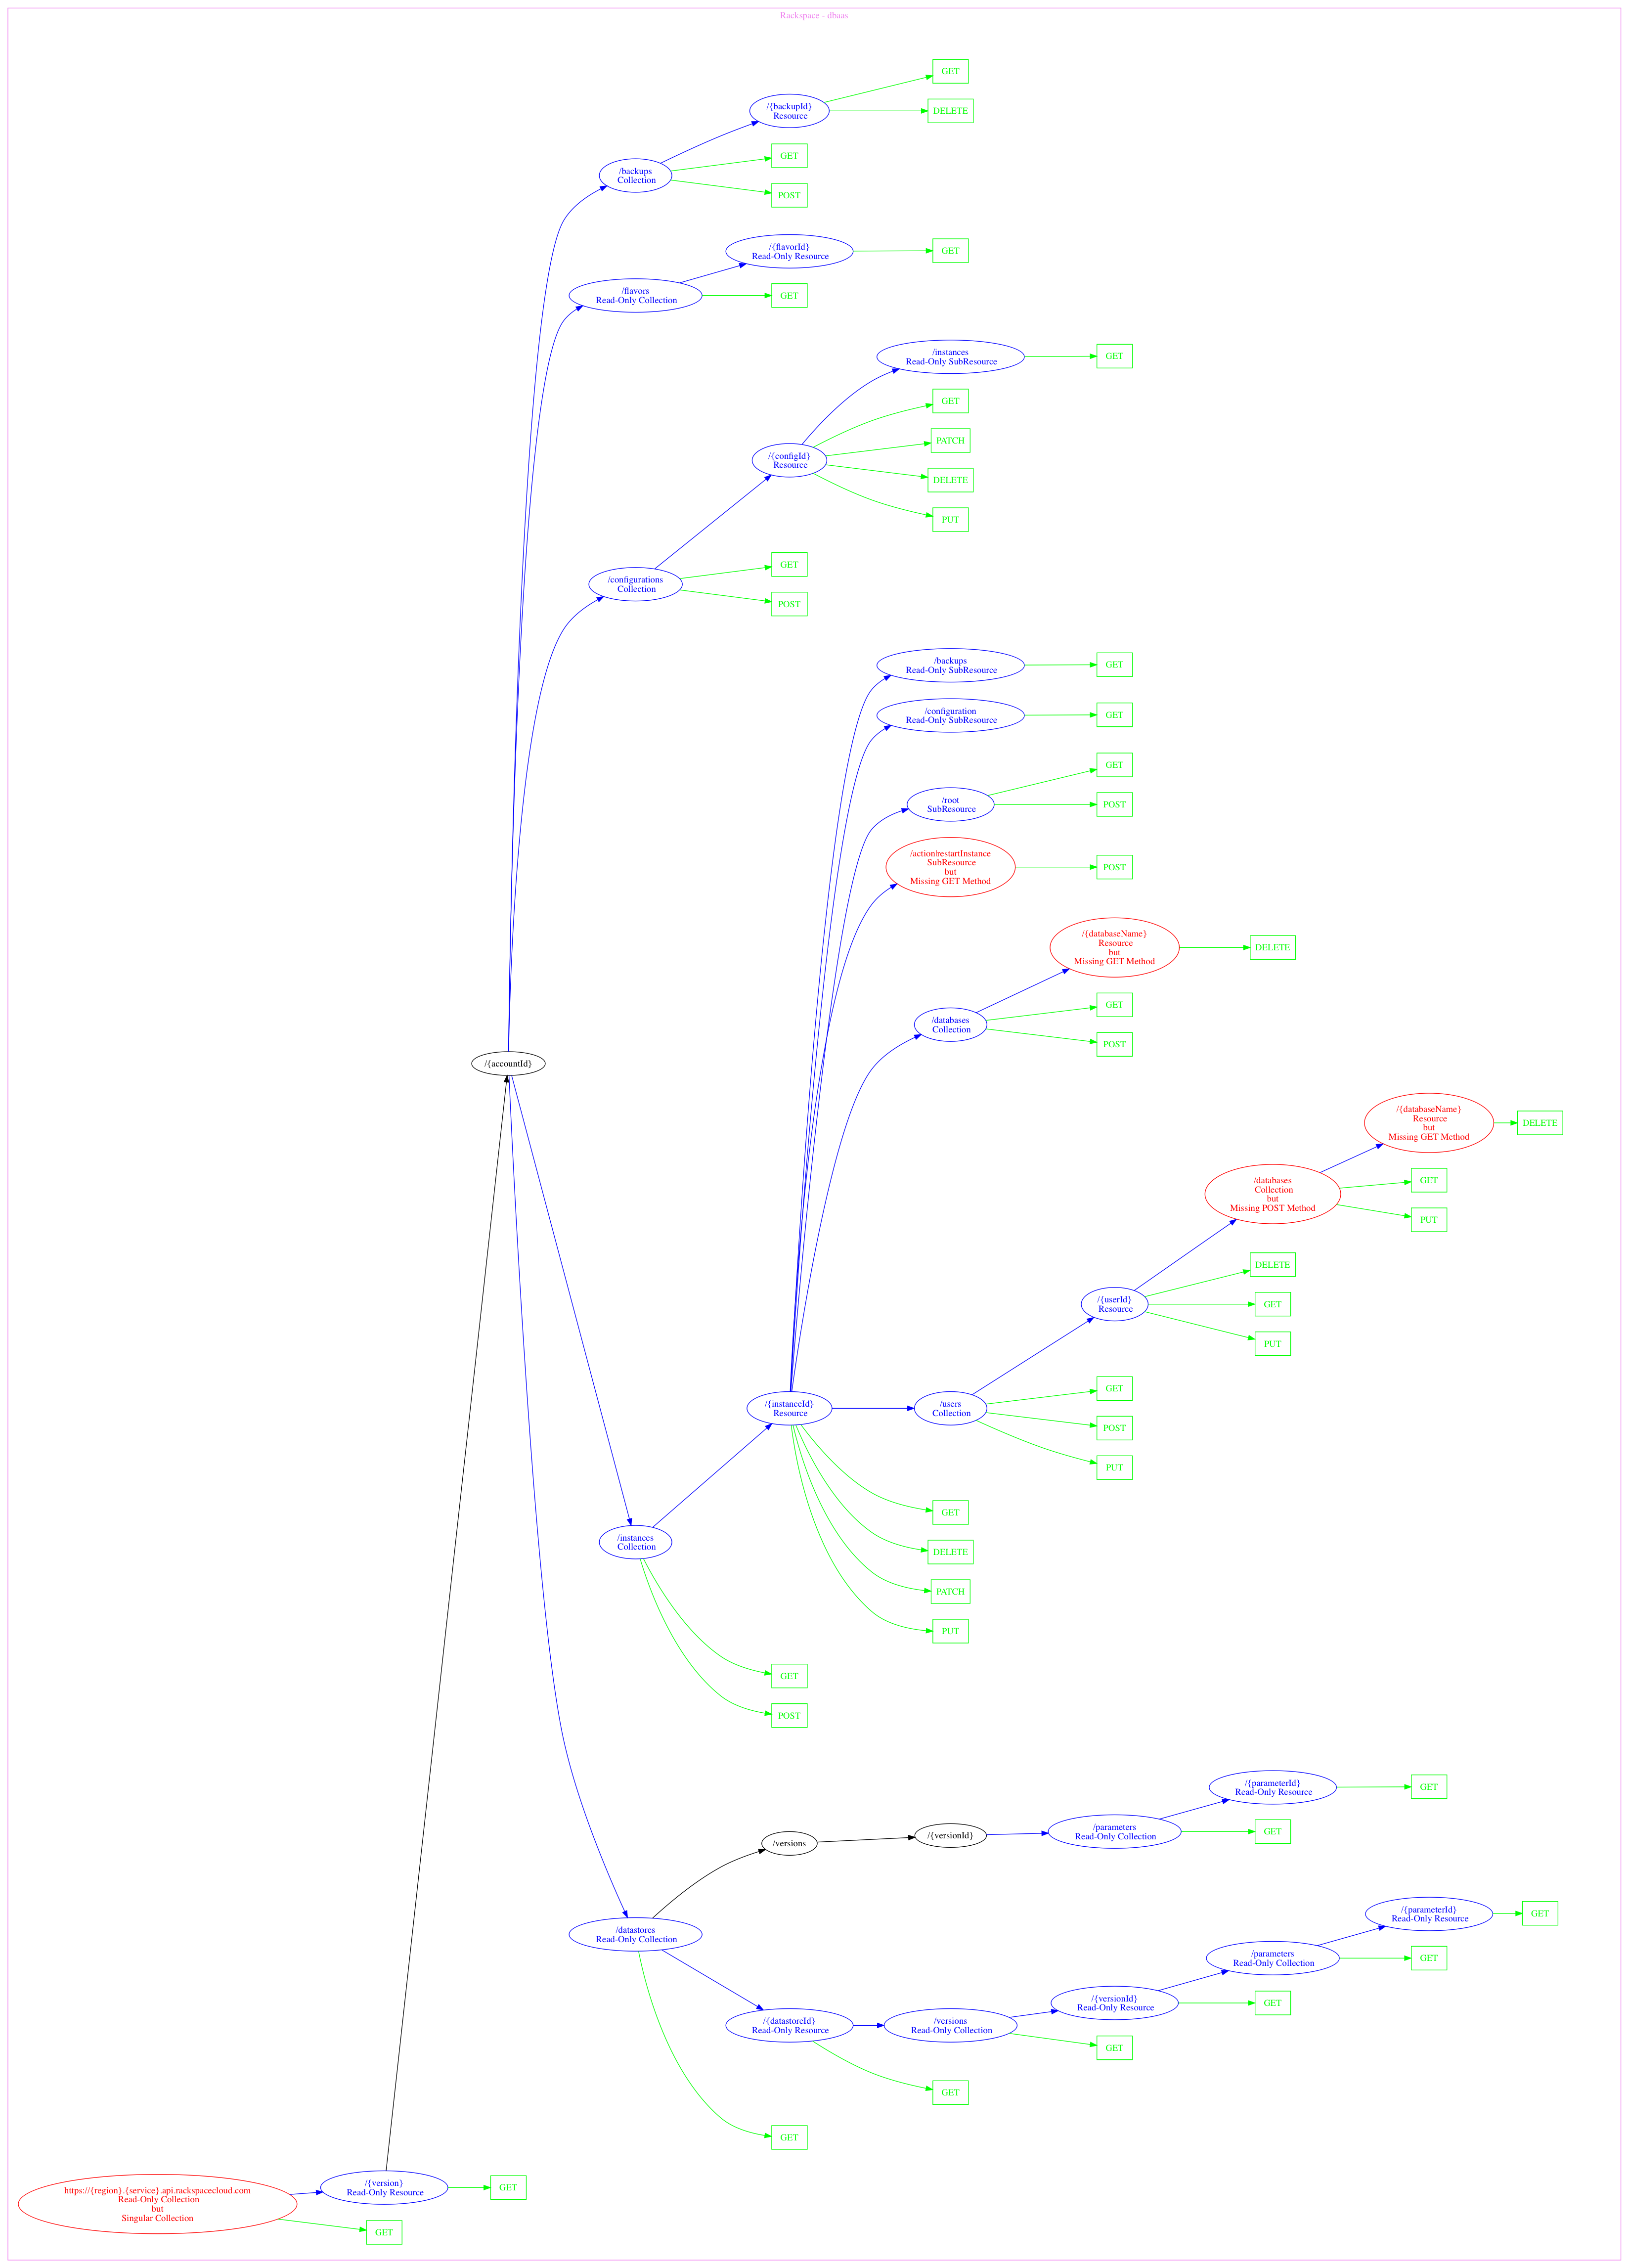 Rackspace - dbaas
GET
/{backupId}
Resource
DELETE
GET
/backups
Collection
POST
/{flavorId}
Read-Only Resource
GET
/flavors
Read-Only Collection
GET
/instances
Read-Only SubResource
GET
GET
PATCH
/{configId}
Resource
DELETE
PUT
GET
/configurations
Collection
POST
/backups
Read-Only SubResource
GET
/configuration
Read-Only SubResource
GET
GET
/root
SubResource
POST
/action/restartInstance
SubResource
but
Missing GET Method
POST
/{databaseName}
Resource
but
Missing GET Method
DELETE
GET
/databases
Collection
POST
/{accountId}
/{databaseName}
Resource
but
Missing GET Method
DELETE
GET
/databases
Collection
but
Missing POST Method
PUT
DELETE
/{userId}
Resource
GET
PUT
GET
/{instanceId}
Resource
/users
Collection
POST
PUT
GET
/instances
Collection
DELETE
PATCH
PUT
GET
POST
/{parameterId}
Read-Only Resource
GET
/versions
/{versionId}
/parameters
Read-Only Collection
GET
/{parameterId}
Read-Only Resource
GET
/datastores
Read-Only Collection
/parameters
Read-Only Collection
GET
/{versionId}
Read-Only Resource
GET
/{datastoreId}
Read-Only Resource
/versions
Read-Only Collection
GET
GET
GET
https://{region}.{service}.api.rackspacecloud.com
Read-Only Collection
but
Singular Collection
/{version}
Read-Only Resource
GET
GET